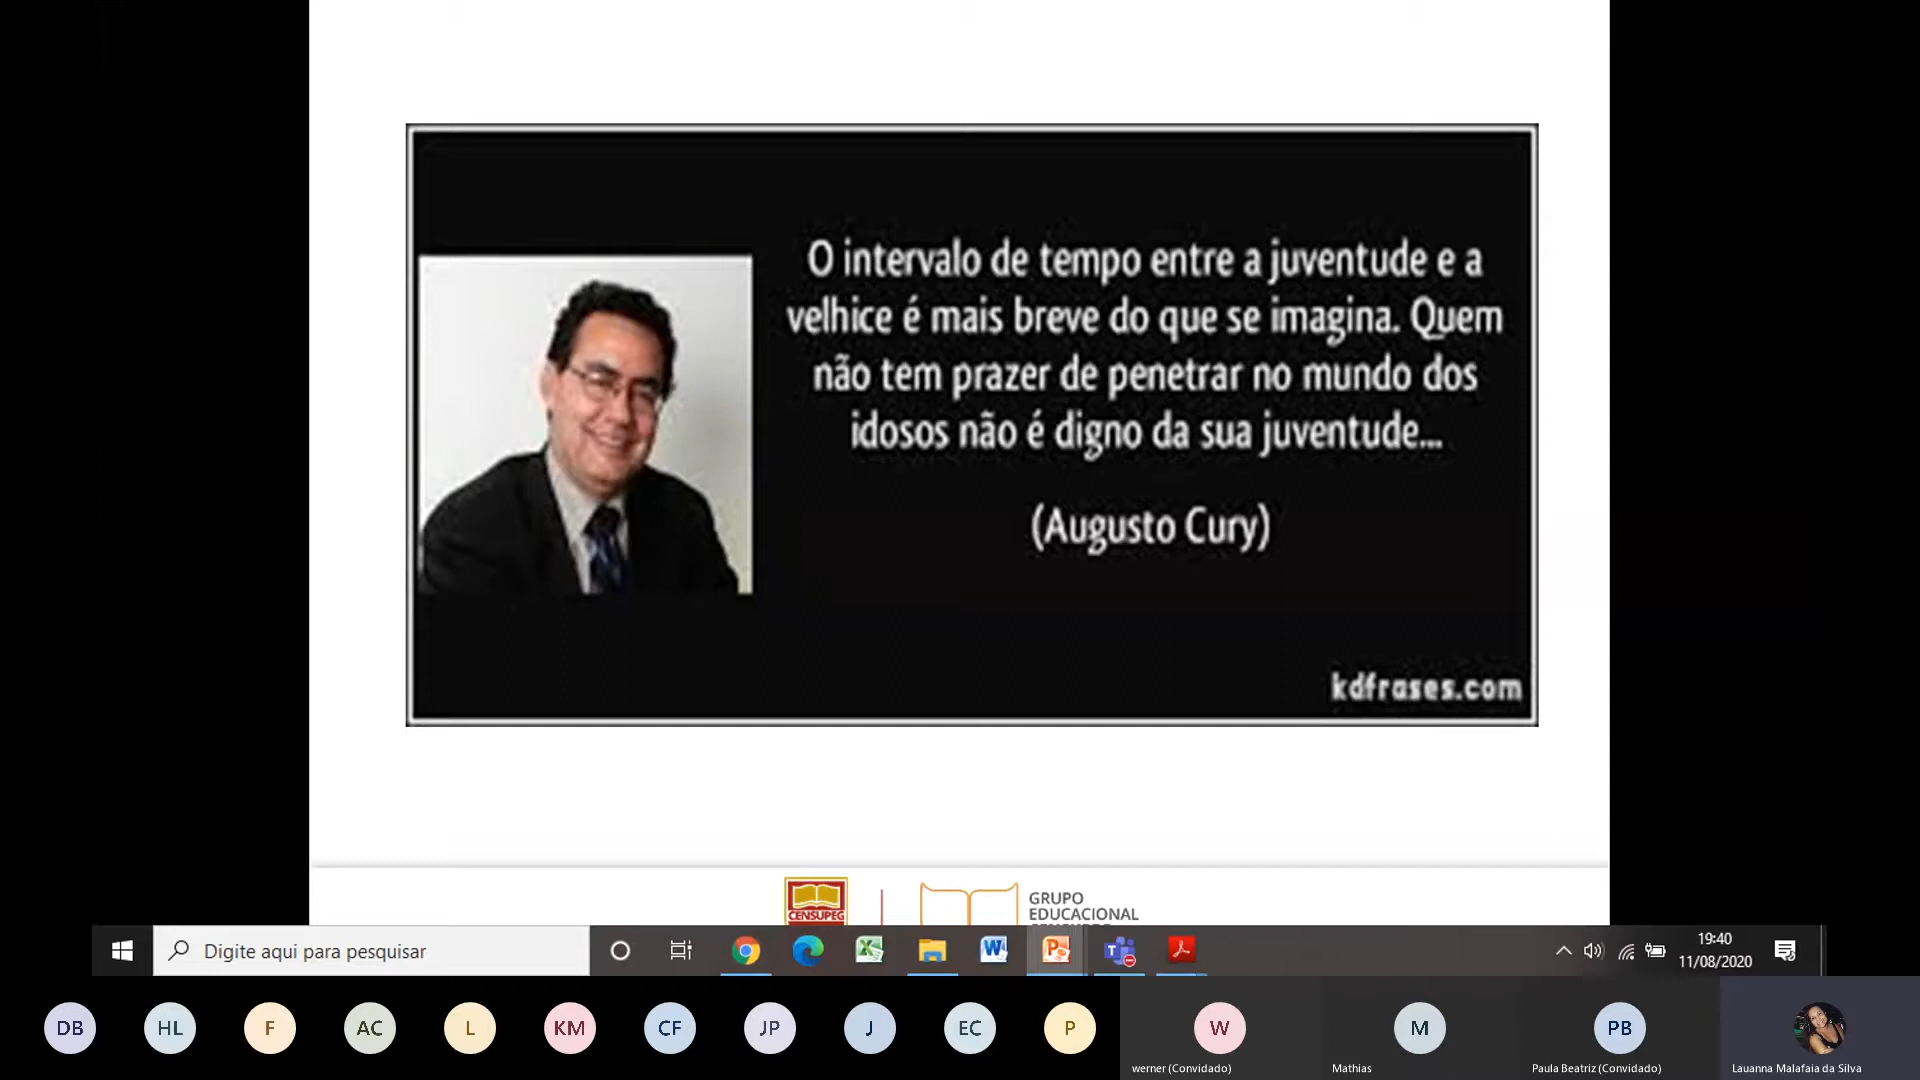 O intervalo de tempo entre a juventude e a
velhice é mais breve do que se imagina. Quem
não tem prazer de penetrar no mundo dos
idosos não é digno da sua juventude...
(Augusto Cury)
kdfrases.com
CENSUPEG
GRUPO
EDUCACIONAL
Digite aqui para pesquisar
19:40
11/08/2020
DB
HL
F
AC
L
KM
CF
JP
J
EC
P
W
M
PB
werner (Convidado)
Mathias
Paula Beatriz (Convidado)
Lauanna Malafaia da Silva